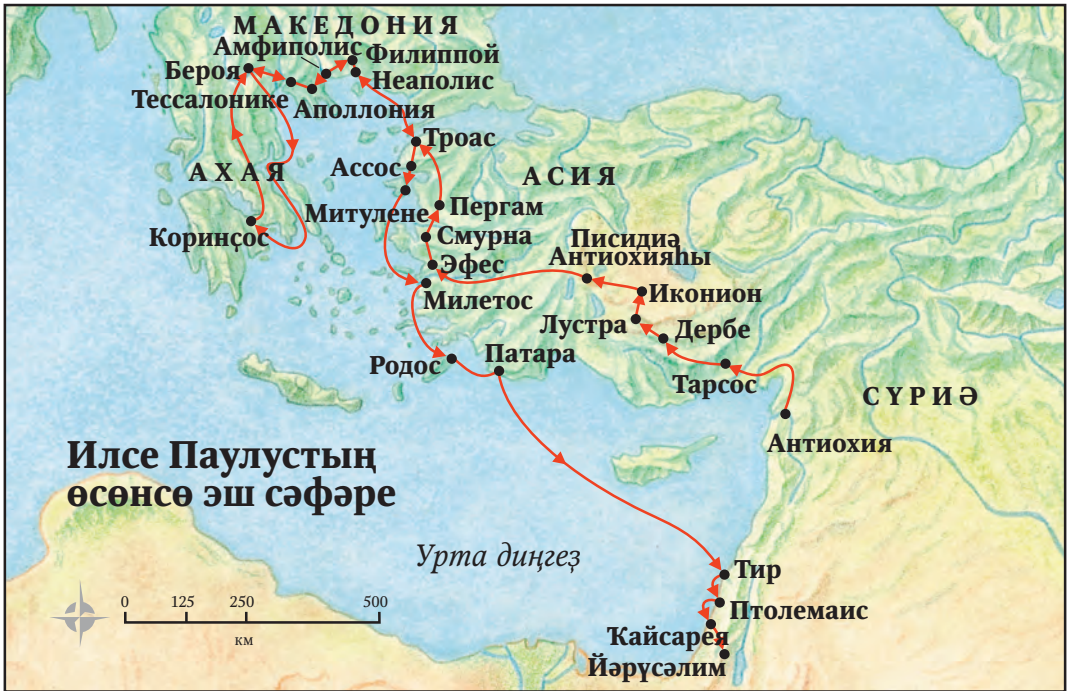 МАКЕДОНИЯ
Амфиполис
Филиппой
Бероя
Неаполис
Тессалонике
Аполлония
Троас
Ассос
АХАЯ
АСИЯ
Митулене
Пергам
Коринҫос
Смурна
Писидиә
Антиохияһы
Эфес
Милетос
Иконион
Лустра
Дербе
Родос
Патара
Тарсос
СҮРИӘ
Антиохия
Илсе Паулустың
өсөнсө эш сәфәре
Урта диңгеҙ
Тир
0 125 250 500
км
Птолемаис
Ҡайсарея
Йәрүсәлим